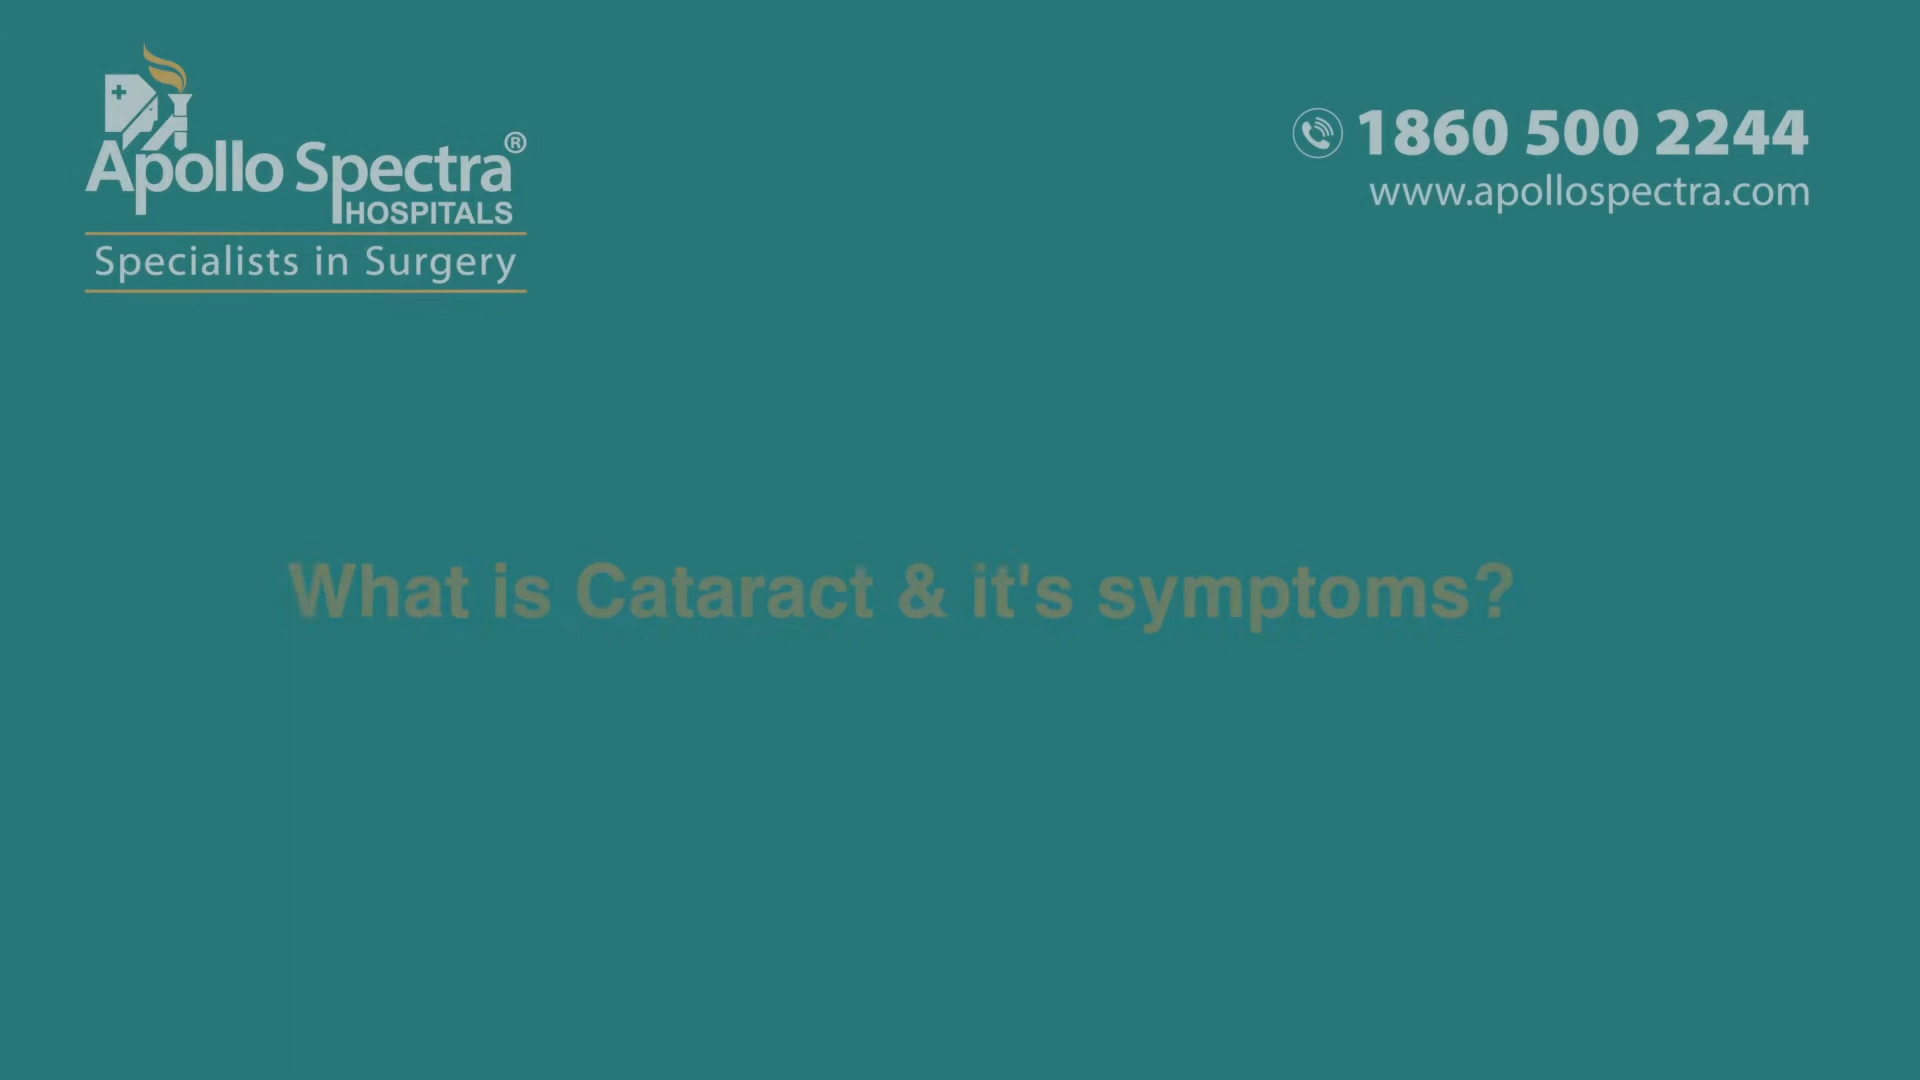 Apollo Spectra®
HOSPITALS
Specialists in Surgery
1860 500 2244
www.apollospectra.com
What is Cataract & it's symptoms?